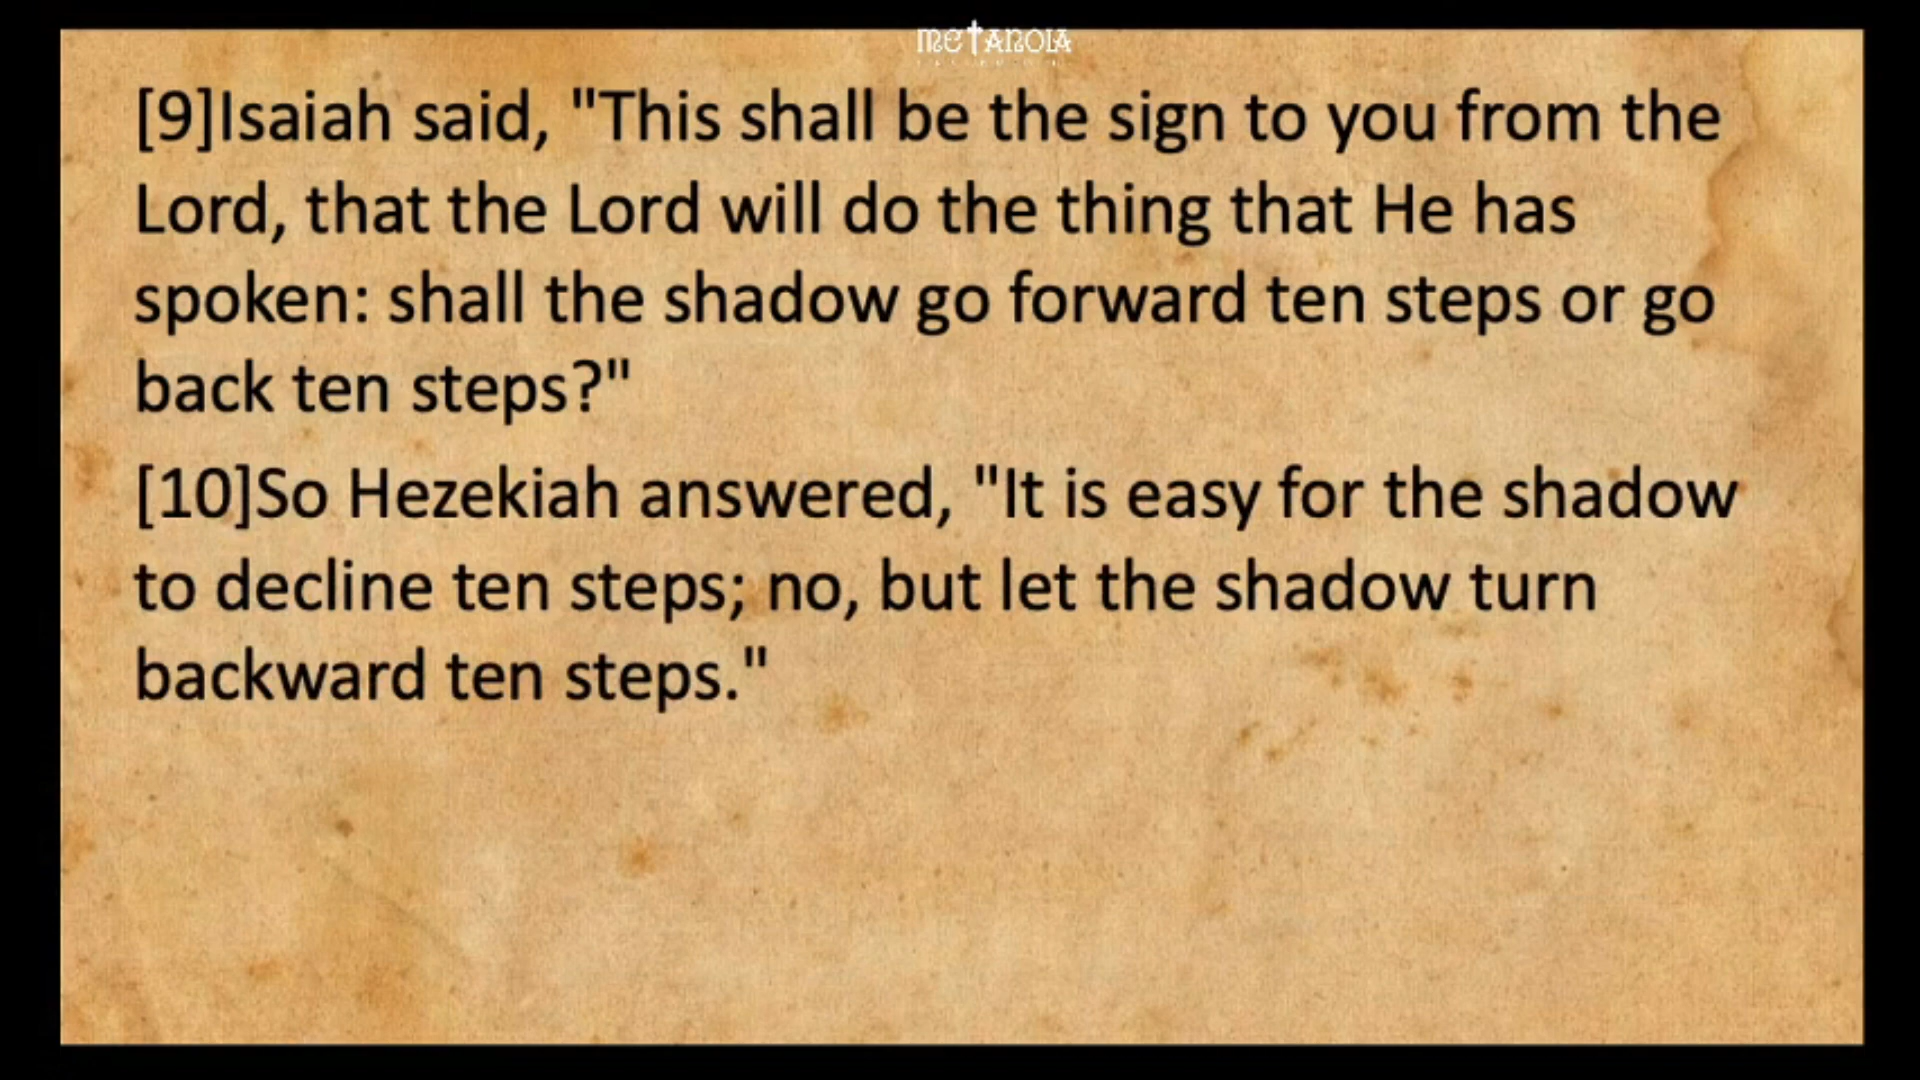 METANOIA
[9]Isaiah said, "This shall be the sign to you from the
Lord, that the Lord will do the thing that He has
spoken: shall the shadow go forward ten steps or go
back ten steps?"
[10]So Hezekiah answered, "It is easy for the shadow
to decline ten steps; no, but let the shadow turn
backward ten steps."